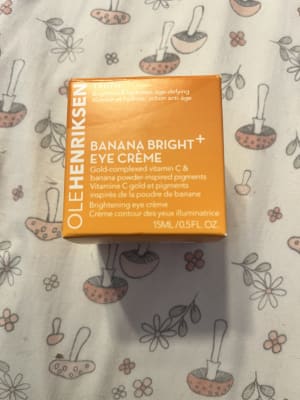 OLEHENRIKSEN
BANANA BRIGHT+
EYE CRÈME
Gold-complexed vitamin C &
banana powder-inspired pigments
Vitamine C gold et pigments
inspirés de la poudre de banane
Brightening eye crème
Crème contour des yeux illuminatrice
15ML /0.5FL. OZ.